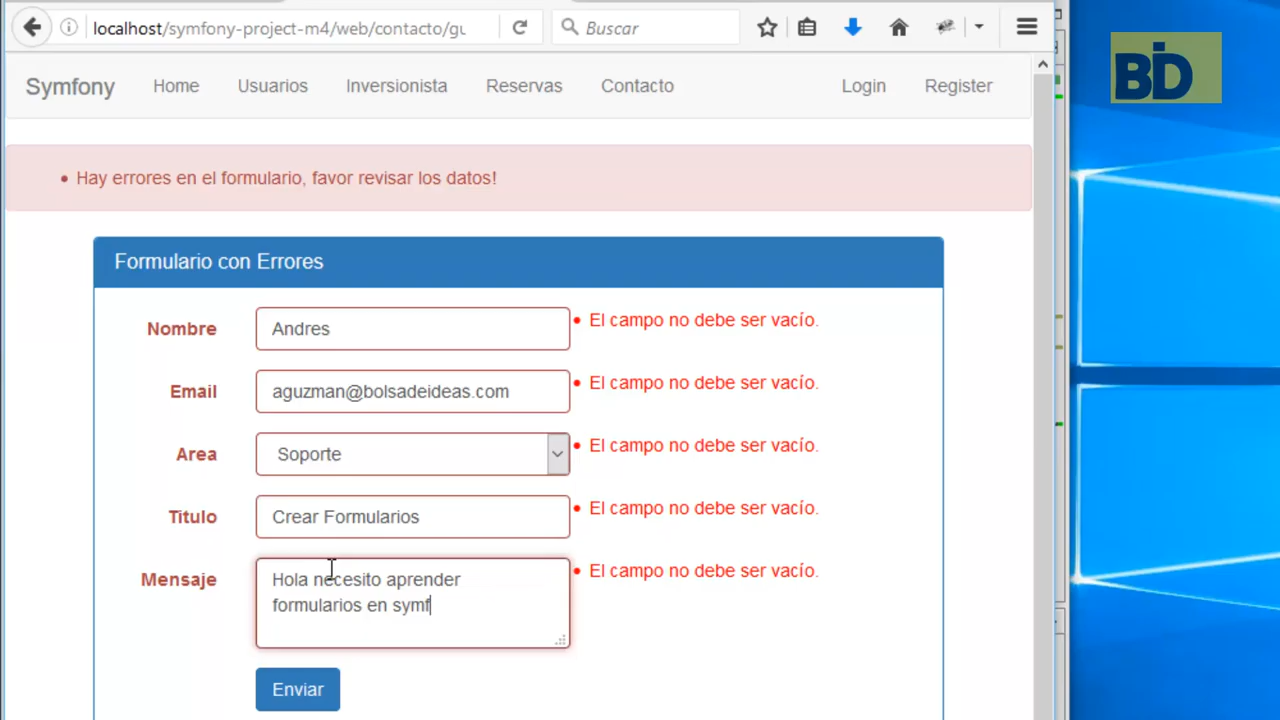 localhost/symfony-project-m4/web/contacto/gu
Buscar
BID
Symfony Home Usuarios Inversionista Reservas Contacto Login Register
Hay errores en el formulario, favor revisar los datos!
Formulario con Errores
Nombre Andres El campo no debe ser vacío.
Email aguzman@bolsadeideas.com El campo no debe ser vacío.
Area Soporte El campo no debe ser vacío.
Titulo Crear Formularios El campo no debe ser vacío.
Mensaje Hola necesito aprender El campo no debe ser vacío.
formularios en symf
Enviar